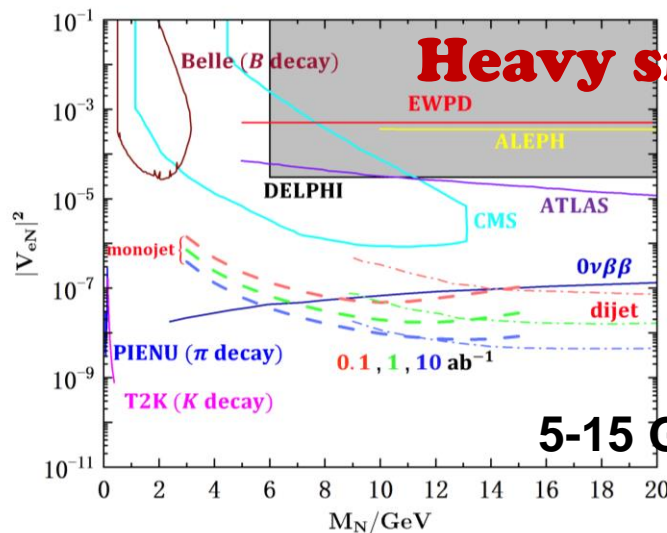 10⁻¹
10⁻³
10⁻⁵
10⁻⁷
10⁻⁹
10⁻¹¹
|V_eN|²
Belle (B decay)
Heavy
EWPD
ALEPH
DELPHI
ATLAS
CMS
monojet
0νββ
dijet
PIENU (π decay)
0.1, 1, 10 ab⁻¹
T2K (K decay)
5-15
0 2 4 6 8 10 12 14 16 18 20
M_N/GeV